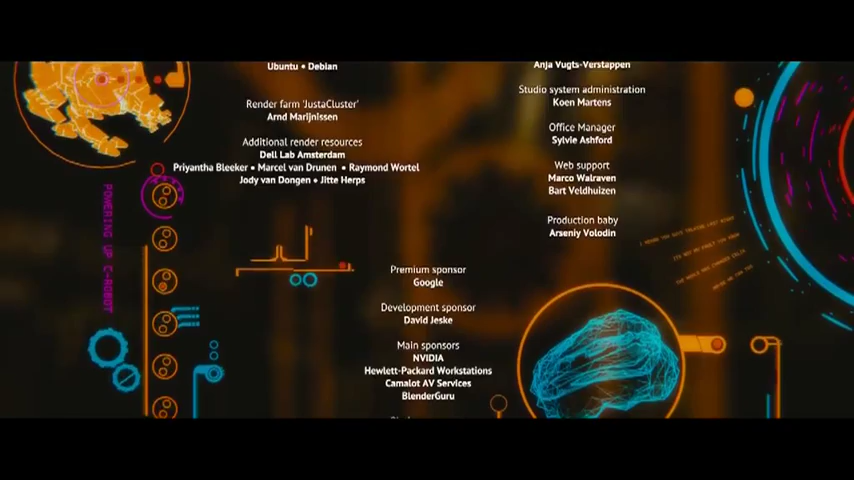 Ubuntu • Debian
Render farm 'JustaCluster'
Arnd Marijnissen
Additional render resources
Dell Lab Amsterdam
Priyantha Bleeker • Marcel van Drunen • Raymond Wortel
Jody van Dongen • Jitte Herps
Anja Vugts-Verstappen
Studio system administration
Koen Martens
Office Manager
Sylvie Ashford
Web support
Marco Walraven
Bart Veldhuizen
Production baby
Arseniy Volodin
Premium sponsor
Google
Development sponsor
David Jeske
Main sponsors
NVIDIA
Hewlett-Packard Workstations
Camalot AV Services
BlenderGuru
POWERING UP C-ROBOT